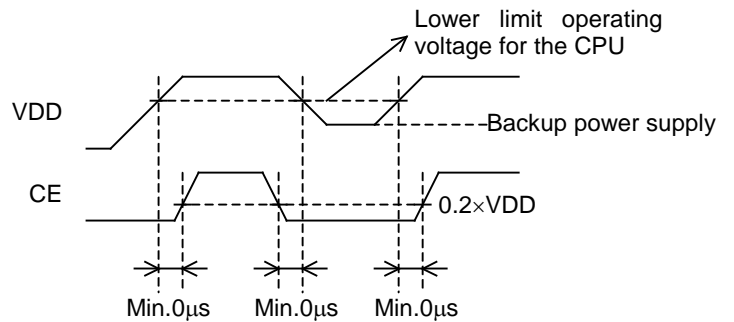 Lower limit operating
voltage for the CPU
VDD
Backup power supply
CE
0.2×VDD
Min.0μs
Min.0μs
Min.0μs